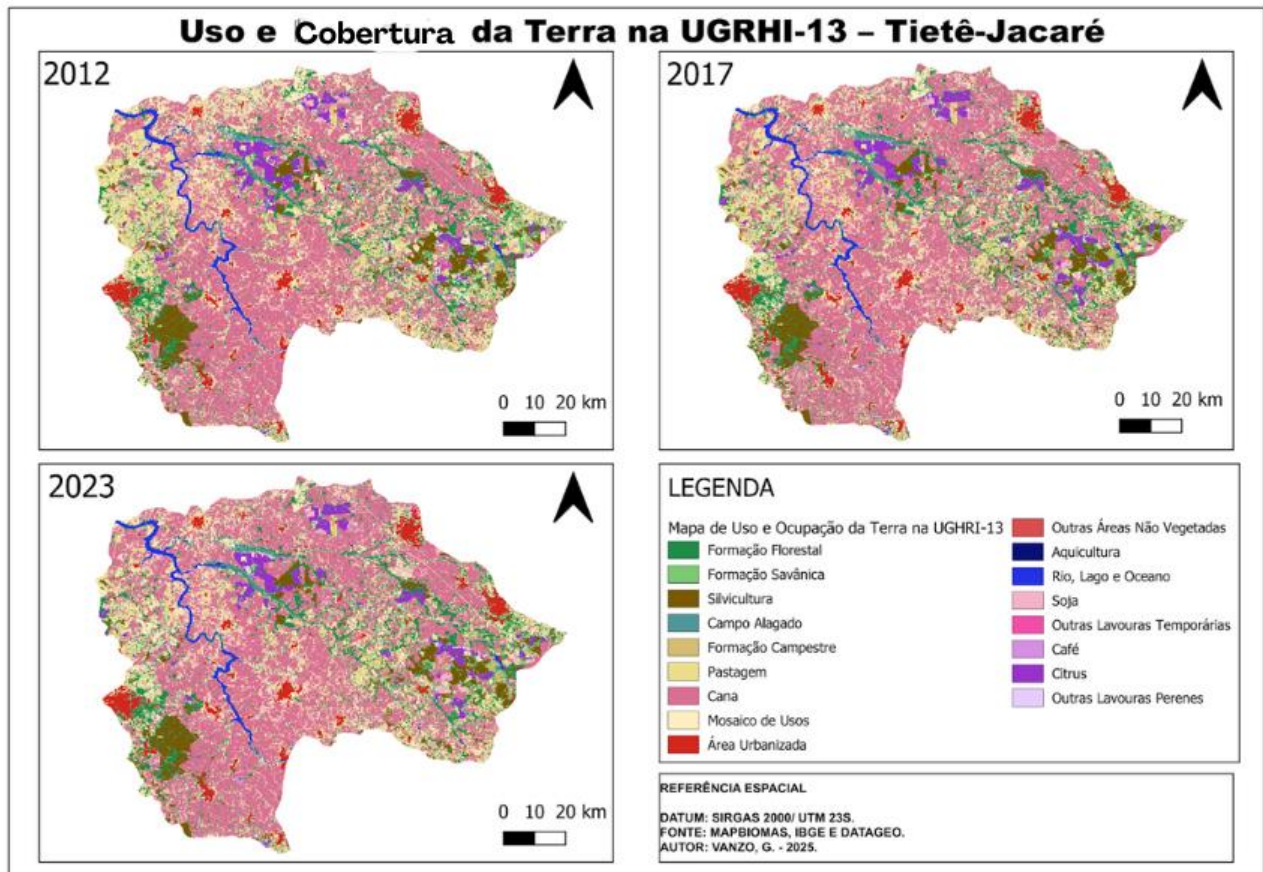 Uso e Cobertura da Terra na UGRHI-13 – Tietê-Jacaré
2012
0 10 20 km
2017
0 10 20 km
2023
0 10 20 km
LEGENDA
Mapa de Uso e Ocupação da Terra na UGHRI-13
Formação Florestal
Formação Savânica
Silvicultura
Campo Alagado
Formação Campestre
Pastagem
Cana
Mosaico de Usos
Área Urbanizada
Outras Áreas Não Vegetadas
Aquicultura
Rio, Lago e Oceano
Soja
Outras Lavouras Temporárias
Café
Citrus
Outras Lavouras Perenes
REFERÊNCIA ESPACIAL
DATUM: SIRGAS 2000/ UTM 23S.
FONTE: MAPBIOMAS, IBGE E DATAGEO.
AUTOR: VANZO, G. - 2025.